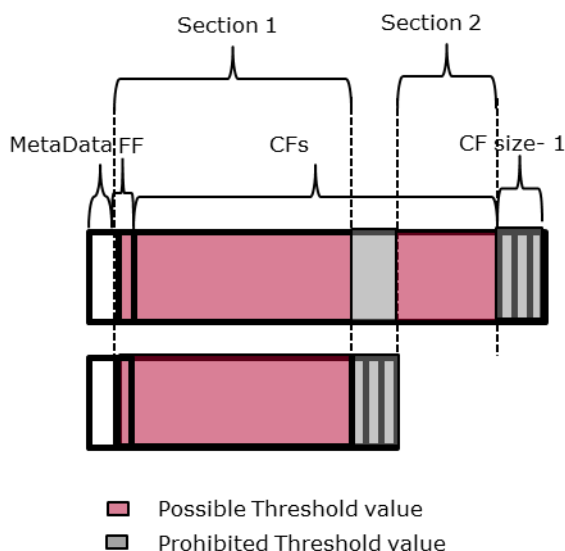 Section 1
Section 2
MetaData FF
CFs
CF size- 1
Possible Threshold value
Prohibited Threshold value